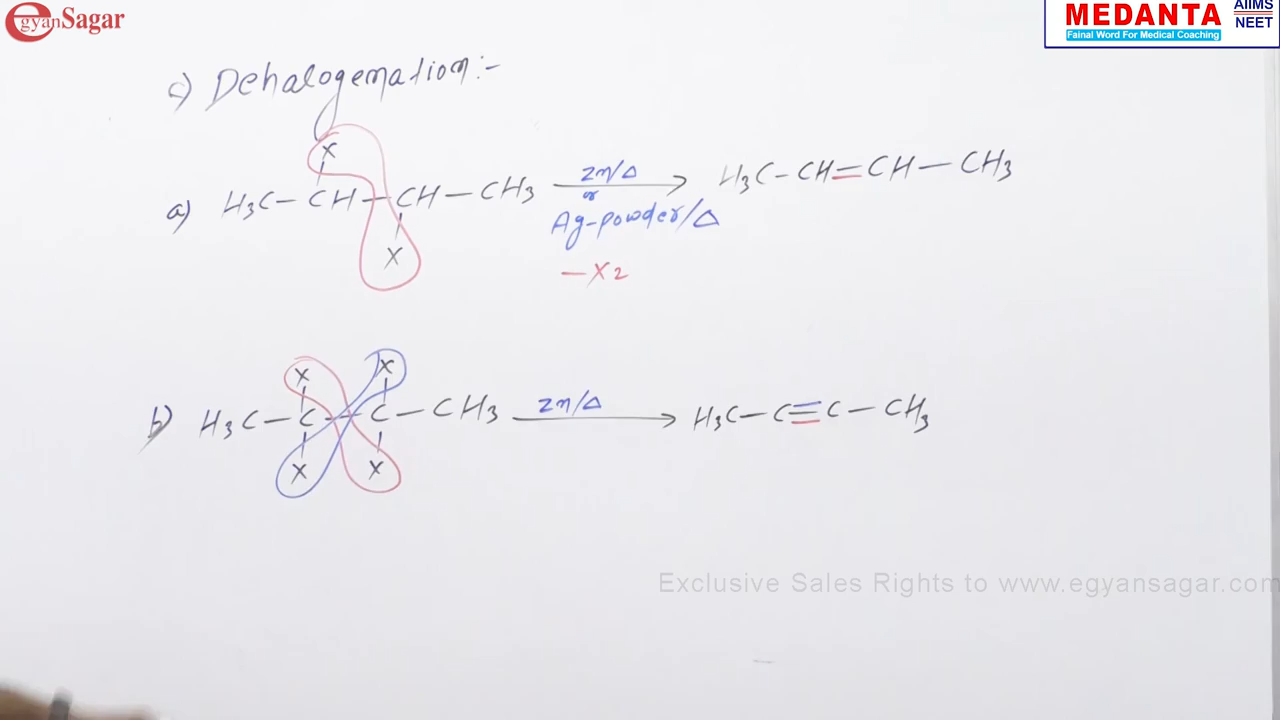 egyanSagar
MEDANTA
AIIMS
NEET
Fainal Word For Medical Coaching
c) Dehalogenation:-
X
a) H₃C – CH – CH – CH₃ Zn/Δ H₃C – CH = CH – CH₃
or
Ag-powder/Δ
X
– X₂
X X
b) H₃C – C – C – CH₃ Zn/Δ H₃C – C ≡ C – CH₃
X X
Exclusive Sales Rights to www.egyansagar.com